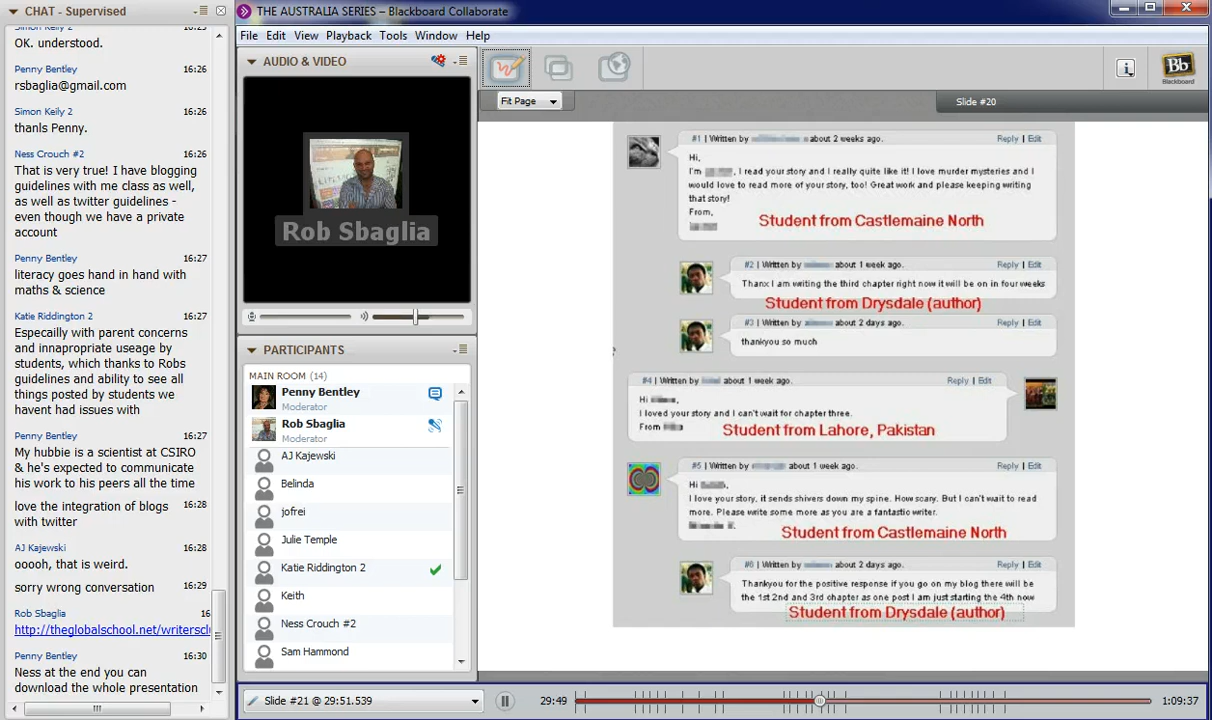 CHAT - Supervised
OK. understood.
Penny Bentley 16:26
rsbaglia@gmail.com
Simon Keily 2 16:26
thanls Penny.
Ness Crouch #2 16:26
That is very true! I have blogging
guidelines with me class as well,
as well as twitter guidelines -
even though we have a private
account
Penny Bentley 16:27
literacy goes hand in hand with
maths & science
Katie Riddington 2 16:27
Especailly with parent concerns
and innapropriate useage by
students, which thanks to Robs
guidelines and ability to see all
things posted by students we
havent had issues with
Penny Bentley 16:27
My hubbie is a scientist at CSIRO
& he's expected to communicate
his work to his peers all the time
16:28
love the integration of blogs
with twitter
AJ Kajewski 16:28
ooooh, that is weird.
sorry wrong conversation 16:29
Rob Sbaglia 16
http://theglobalschool.net/writersclu
Penny Bentley 16:30
Ness at the end you can
download the whole presentation
THE AUSTRALIA SERIES – Blackboard Collaborate
File Edit View Playback Tools Window Help
AUDIO & VIDEO
Rob Sbaglia
PARTICIPANTS
MAIN ROOM (14)
Penny Bentley
Moderator
Rob Sbaglia
Moderator
AJ Kajewski
Belinda
jofrei
Julie Temple
Katie Riddington 2
Keith
Ness Crouch #2
Sam Hammond
Bb
Blackboard
Fit Page
Slide #20
#1 | Written by about 2 weeks ago. Reply | Edit
Hi,
I'm , I read your story and I really quite like it! I love murder mysteries and I
would love to read more of your story, too! Great work and please keeping writing
that story!
From,
Student from Castlemaine North
#2 | Written by about 1 week ago. Reply | Edit
Thanx I am writing the third chapter right now it will be on in four weeks
Student from Drysdale (author)
#3 | Written by about 2 days ago. Reply | Edit
thankyou so much
#4 | Written by about 1 week ago. Reply | Edit
Hi ,
I loved your story and I can't wait for chapter three.
From
Student from Lahore, Pakistan
#5 | Written by about 1 week ago. Reply | Edit
Hi ,
I love your story, it sends shivers down my spine. How scary. But I can't wait to read
more. Please write some more as you are a fantastic writer.
Student from Castlemaine North
#6 | Written by about 2 days ago. Reply | Edit
Thankyou for the positive response if you go on my blog there will be
the 1st 2nd and 3rd chapter as one post I am just starting the 4th now
Student from Drysdale (author)
Slide #21 @ 29:51.539
29:49
1:09:37